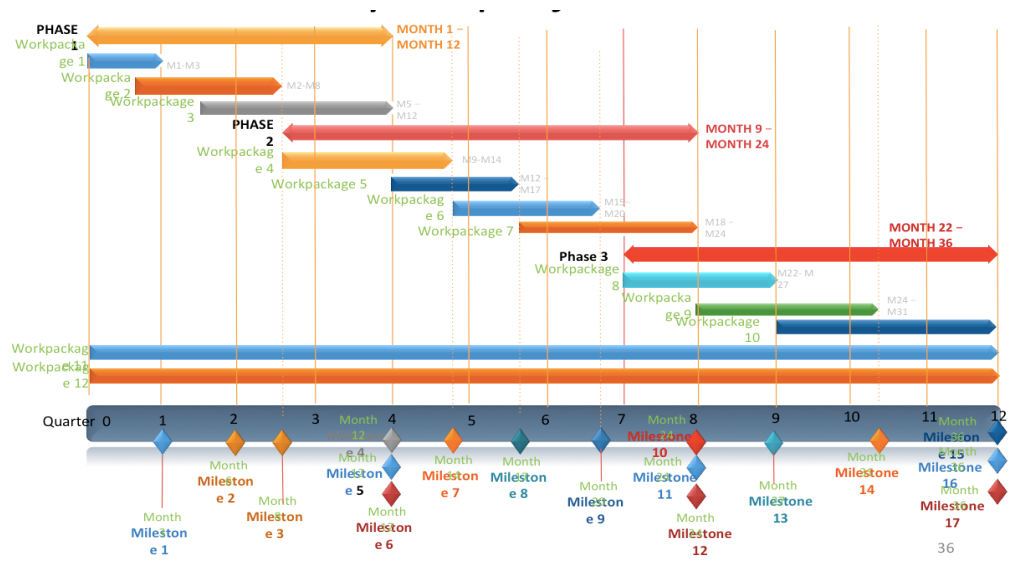 PHASE
1
MONTH 1 –
MONTH 12
Workpacka
ge 1
M1-M3
Workpacka
ge 2
M2-M8
Workpackage
3
M5 –
M12
PHASE
2
MONTH 9 –
MONTH 24
Workpackag
e 4
M9-M14
Workpackage 5
M12 –
M17
Workpackag
e 6
M15-
M20
Workpackage 7
M18 –
M24
MONTH 22 –
MONTH 36
Phase 3
Workpackage
8
M22- M
27
Workpacka
ge 9
M24 –
M31
Workpackage
10
Workpackag
e 11
Workpackag
e 12
Quarter 0 1 2 3 4 5 6 7 8 9 10 11 12
Month
Mileston
e 1
Month
Mileston
e 2
Month
Mileston
e 3
Month
12
e 4
Month
Mileston
e 5
Month
Mileston
e 6
Month
Mileston
e 7
Month
Mileston
e 8
Month
Mileston
e 9
Month
Milestone
10
Month
Milestone
11
Month
Milestone
12
Month
Milestone
13
Month
Milestone
14
Month
Mileston
e 15
Month
Milestone
16
Month
Milestone
17
36